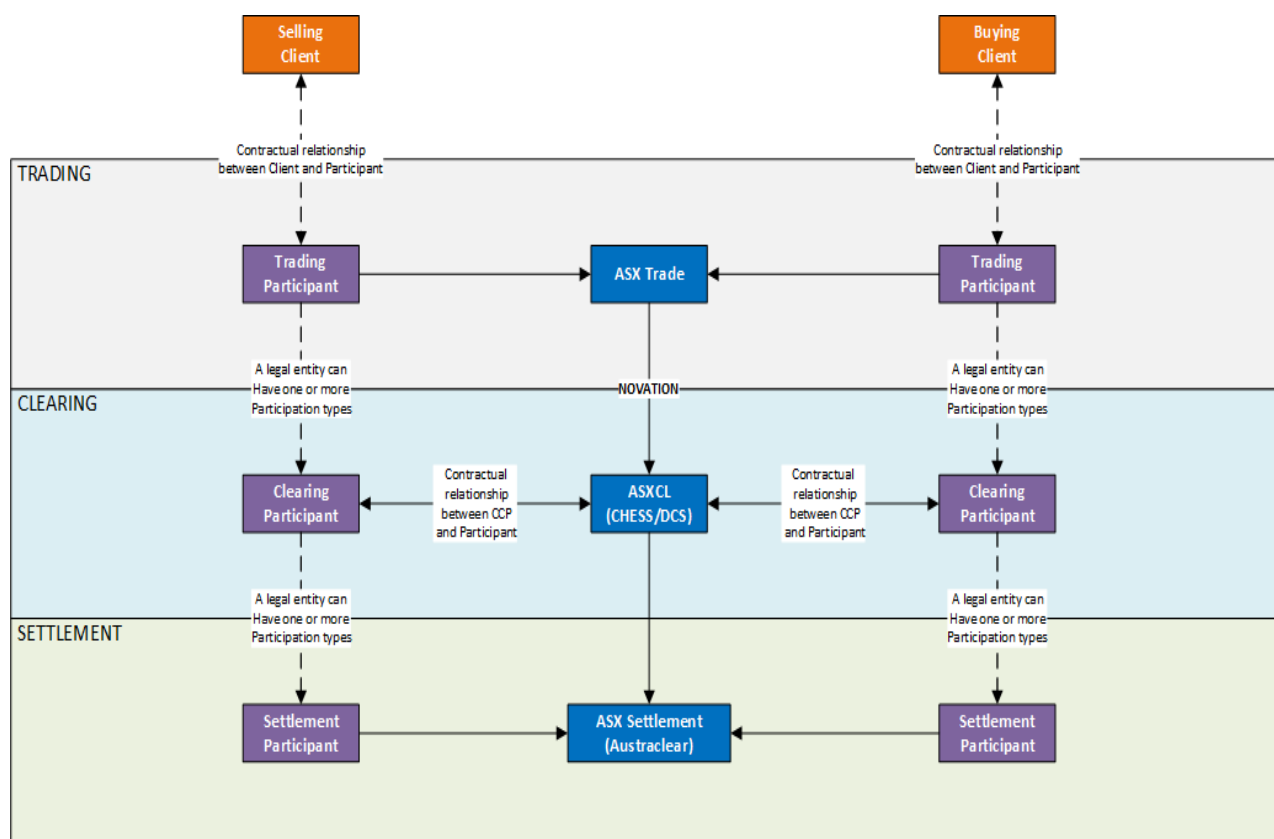 Selling
Client
Buying
Client
Contractual relationship
between Client and Participant
Contractual relationship
between Client and Participant
TRADING
Trading
Participant
ASX Trade
Trading
Participant
A legal entity can
Have one or more
Participation types
NOVATION
A legal entity can
Have one or more
Participation types
CLEARING
Clearing
Participant
Contractual
relationship
between CCP
and Participant
ASXCL
(CHESS/DCS)
Contractual
relationship
between CCP
and Participant
Clearing
Participant
A legal entity can
Have one or more
Participation types
A legal entity can
Have one or more
Participation types
SETTLEMENT
Settlement
Participant
ASX Settlement
(Austraclear)
Settlement
Participant